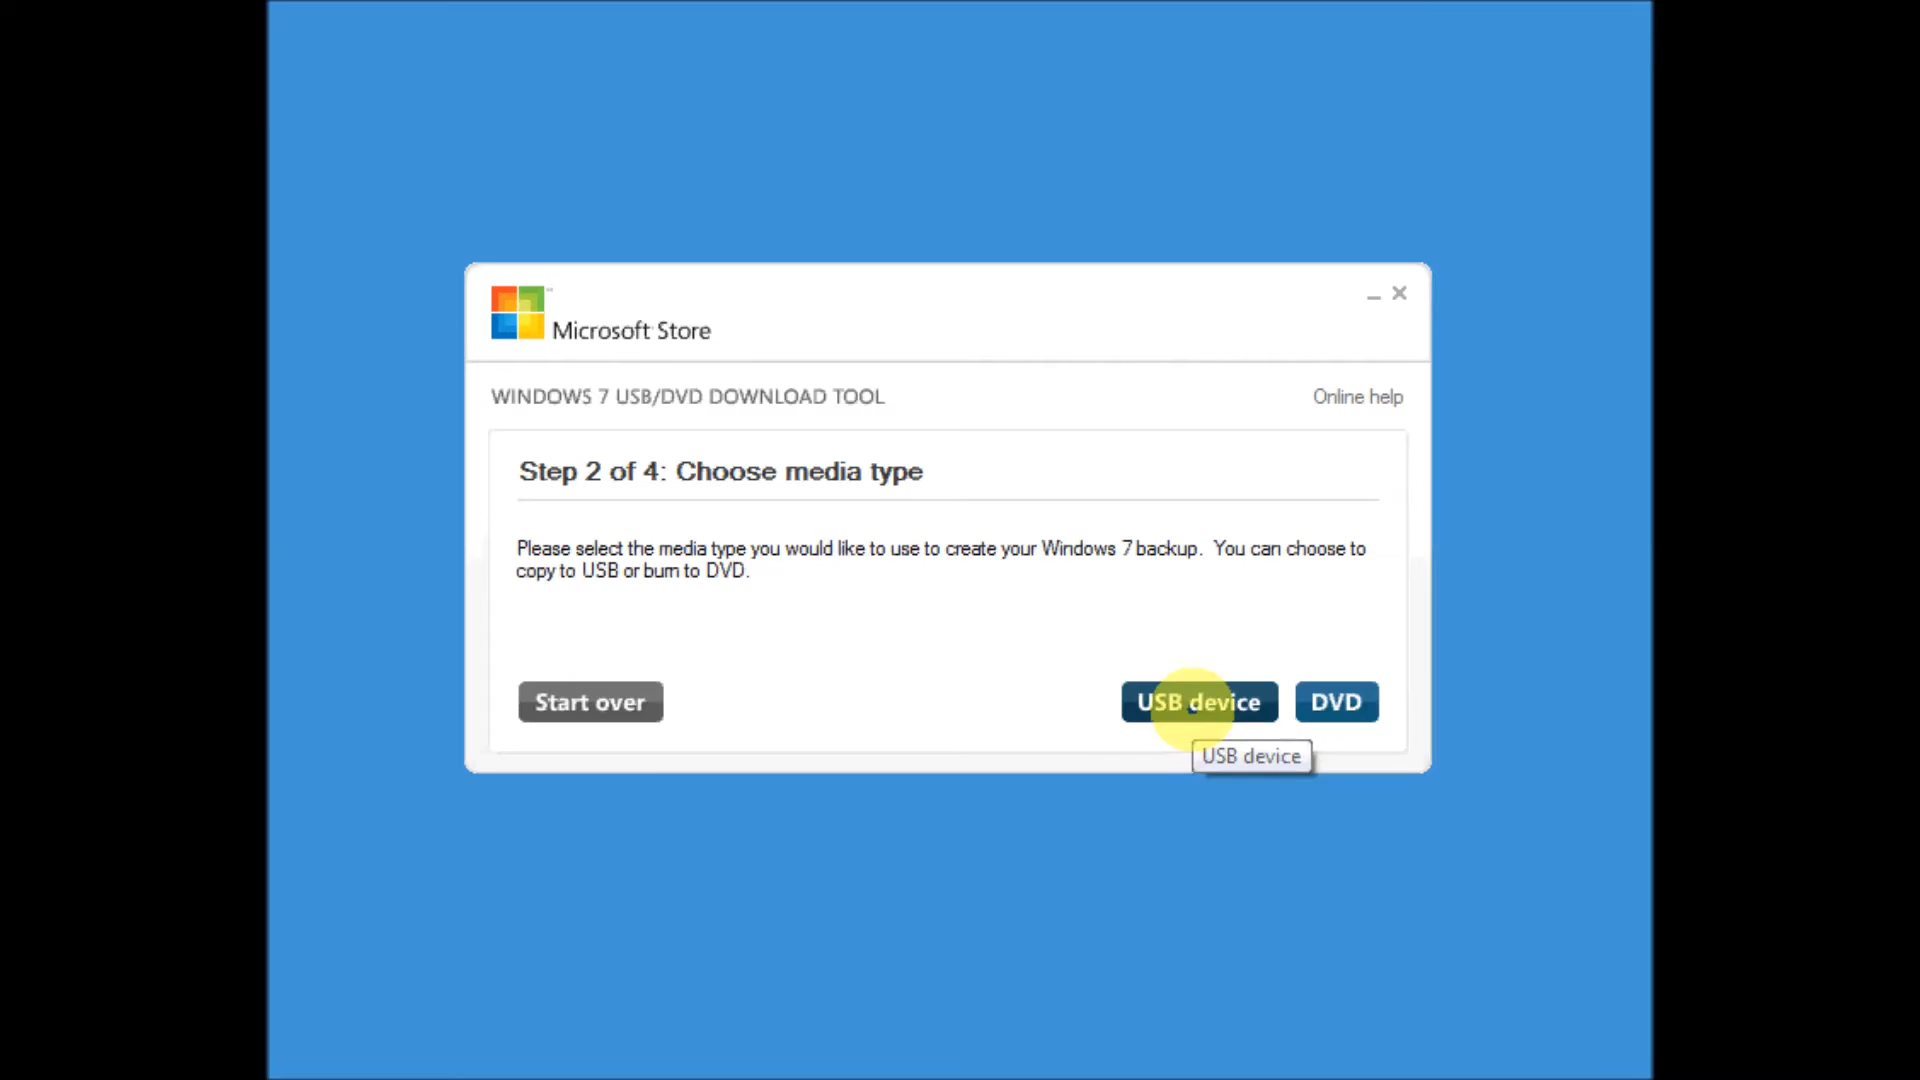 Microsoft Store
WINDOWS 7 USB/DVD DOWNLOAD TOOL
Online help
Step 2 of 4: Choose media type
Please select the media type you would like to use to create your Windows 7 backup. You can choose to
copy to USB or burn to DVD.
Start over
USB device
DVD
USB device